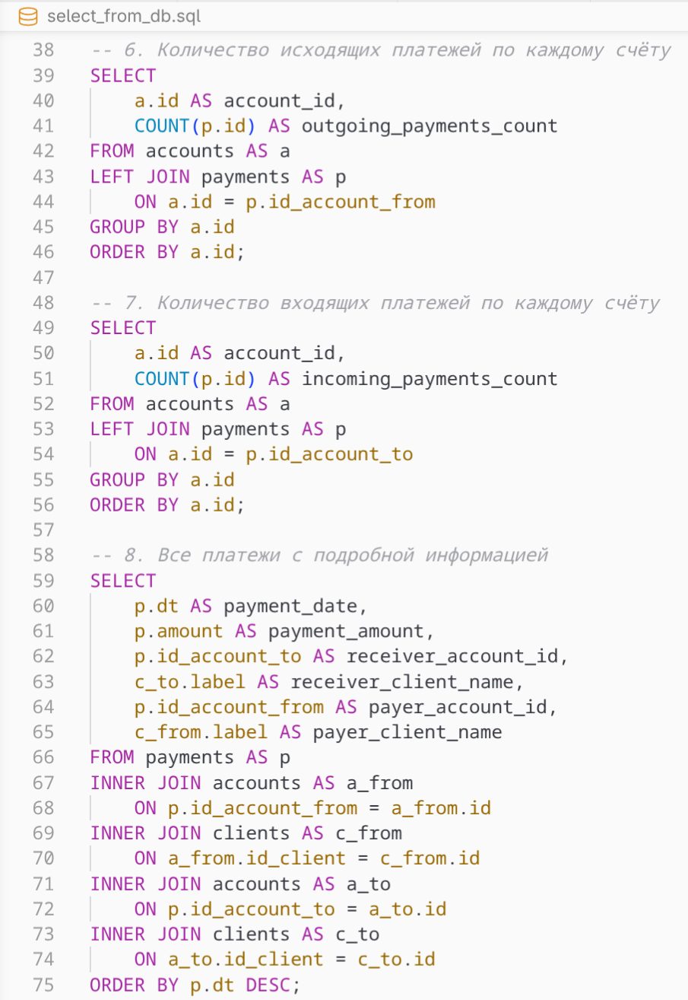 select_from_db.sql
38 -- 6. Количество исходящих платежей по каждому счёту
39 SELECT
40 a.id AS account_id,
41 COUNT(p.id) AS outgoing_payments_count
42 FROM accounts AS a
43 LEFT JOIN payments AS p
44 ON a.id = p.id_account_from
45 GROUP BY a.id
46 ORDER BY a.id;
47
48 -- 7. Количество входящих платежей по каждому счёту
49 SELECT
50 a.id AS account_id,
51 COUNT(p.id) AS incoming_payments_count
52 FROM accounts AS a
53 LEFT JOIN payments AS p
54 ON a.id = p.id_account_to
55 GROUP BY a.id
56 ORDER BY a.id;
57
58 -- 8. Все платежи с подробной информацией
59 SELECT
60 p.dt AS payment_date,
61 p.amount AS payment_amount,
62 p.id_account_to AS receiver_account_id,
63 c_to.label AS receiver_client_name,
64 p.id_account_from AS payer_account_id,
65 c_from.label AS payer_client_name
66 FROM payments AS p
67 INNER JOIN accounts AS a_from
68 ON p.id_account_from = a_from.id
69 INNER JOIN clients AS c_from
70 ON a_from.id_client = c_from.id
71 INNER JOIN accounts AS a_to
72 ON p.id_account_to = a_to.id
73 INNER JOIN clients AS c_to
74 ON a_to.id_client = c_to.id
75 ORDER BY p.dt DESC;